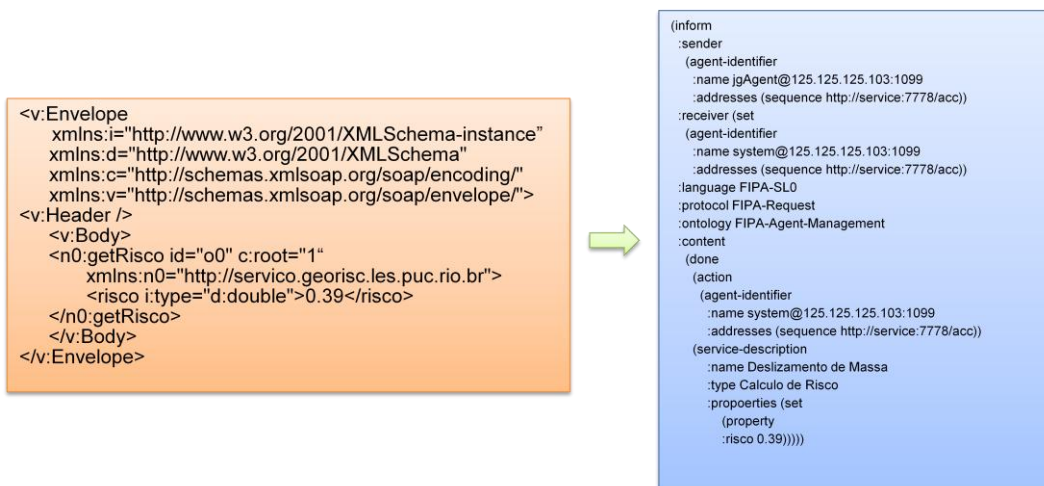 <v:Envelope
xmlns:i="http://www.w3.org/2001/XMLSchema-instance”
xmlns:d="http://www.w3.org/2001/XMLSchema"
xmlns:c="http://schemas.xmlsoap.org/soap/encoding/"
xmlns:v="http://schemas.xmlsoap.org/soap/envelope/">
<v:Header />
<v:Body>
<n0:getRisco id="o0" c:root="1“
xmlns:n0="http://servico.georisc.les.puc.rio.br">
<risco i:type="d:double">0.39</risco>
</n0:getRisco>
</v:Body>
</v:Envelope>
(inform
:sender
(agent-identifier
:name jgAgent@125.125.125.103:1099
:addresses (sequence http://service:7778/acc))
:receiver (set
(agent-identifier
:name system@125.125.125.103:1099
:addresses (sequence http://service:7778/acc))
:language FIPA-SL0
:protocol FIPA-Request
:ontology FIPA-Agent-Management
:content
(done
(action
(agent-identifier
:name system@125.125.125.103:1099
:addresses (sequence http://service:7778/acc))
(service-description
:name Deslizamento de Massa
:type Calculo de Risco
:propoerties (set
(property
:risco 0.39)))))